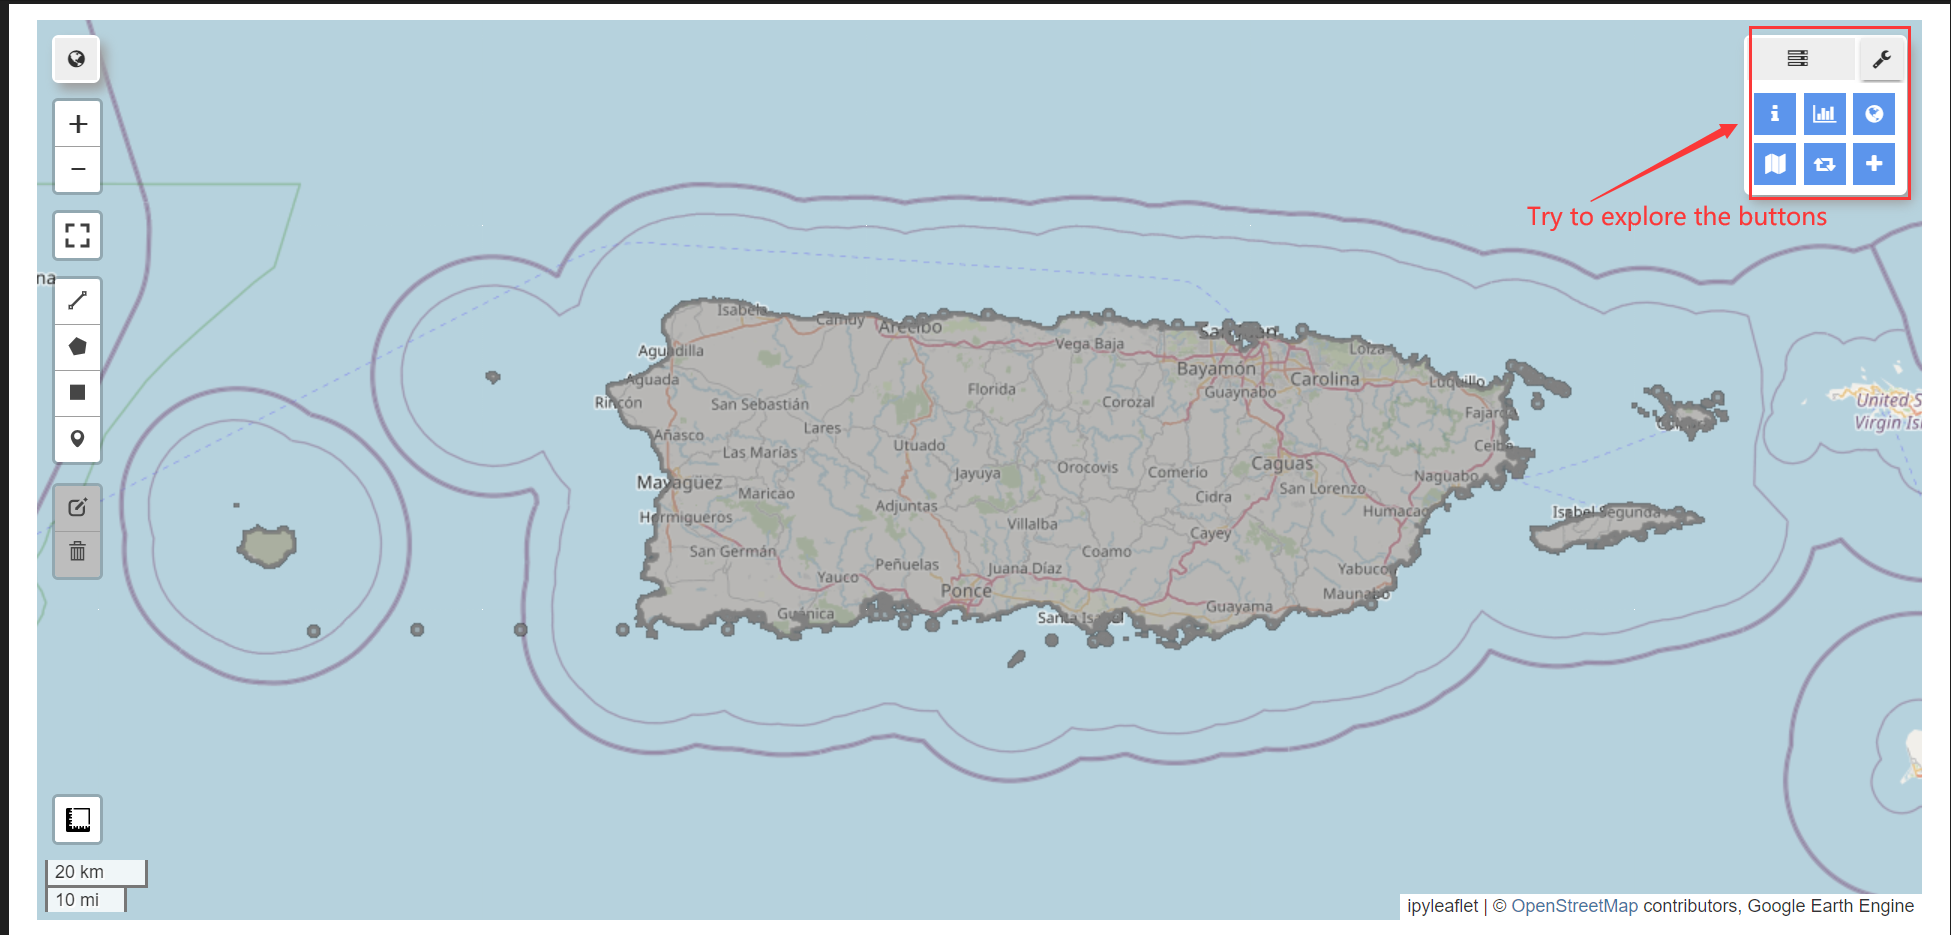 Try to explore the buttons
na
Isabela
Camuy
Arecibo
Aguadilla
Vega Baja
Loíza
Bayamón
Carolina
Aguada
Florida
Guaynabo
Luquillo
Rincón
San Sebastián
Corozal
Fajardo
United S
Virgin Isl
Lares
Añasco
Utuado
Ceiba
Las Marías
Jayuya
Orocovis
Comerío
Caguas
Naguabo
Mayagüez
Maricao
Cidra
San Lorenzo
Adjuntas
Hormigueros
Villalba
Humacao
Isabel Segunda
Cayey
San Germán
Coamo
Peñuelas
Juana Díaz
Yabucoa
Yauco
Ponce
Maunabo
Guayama
Guánica
Santa Isabel
20 km
10 mi
ipyleaflet | © OpenStreetMap contributors, Google Earth Engine